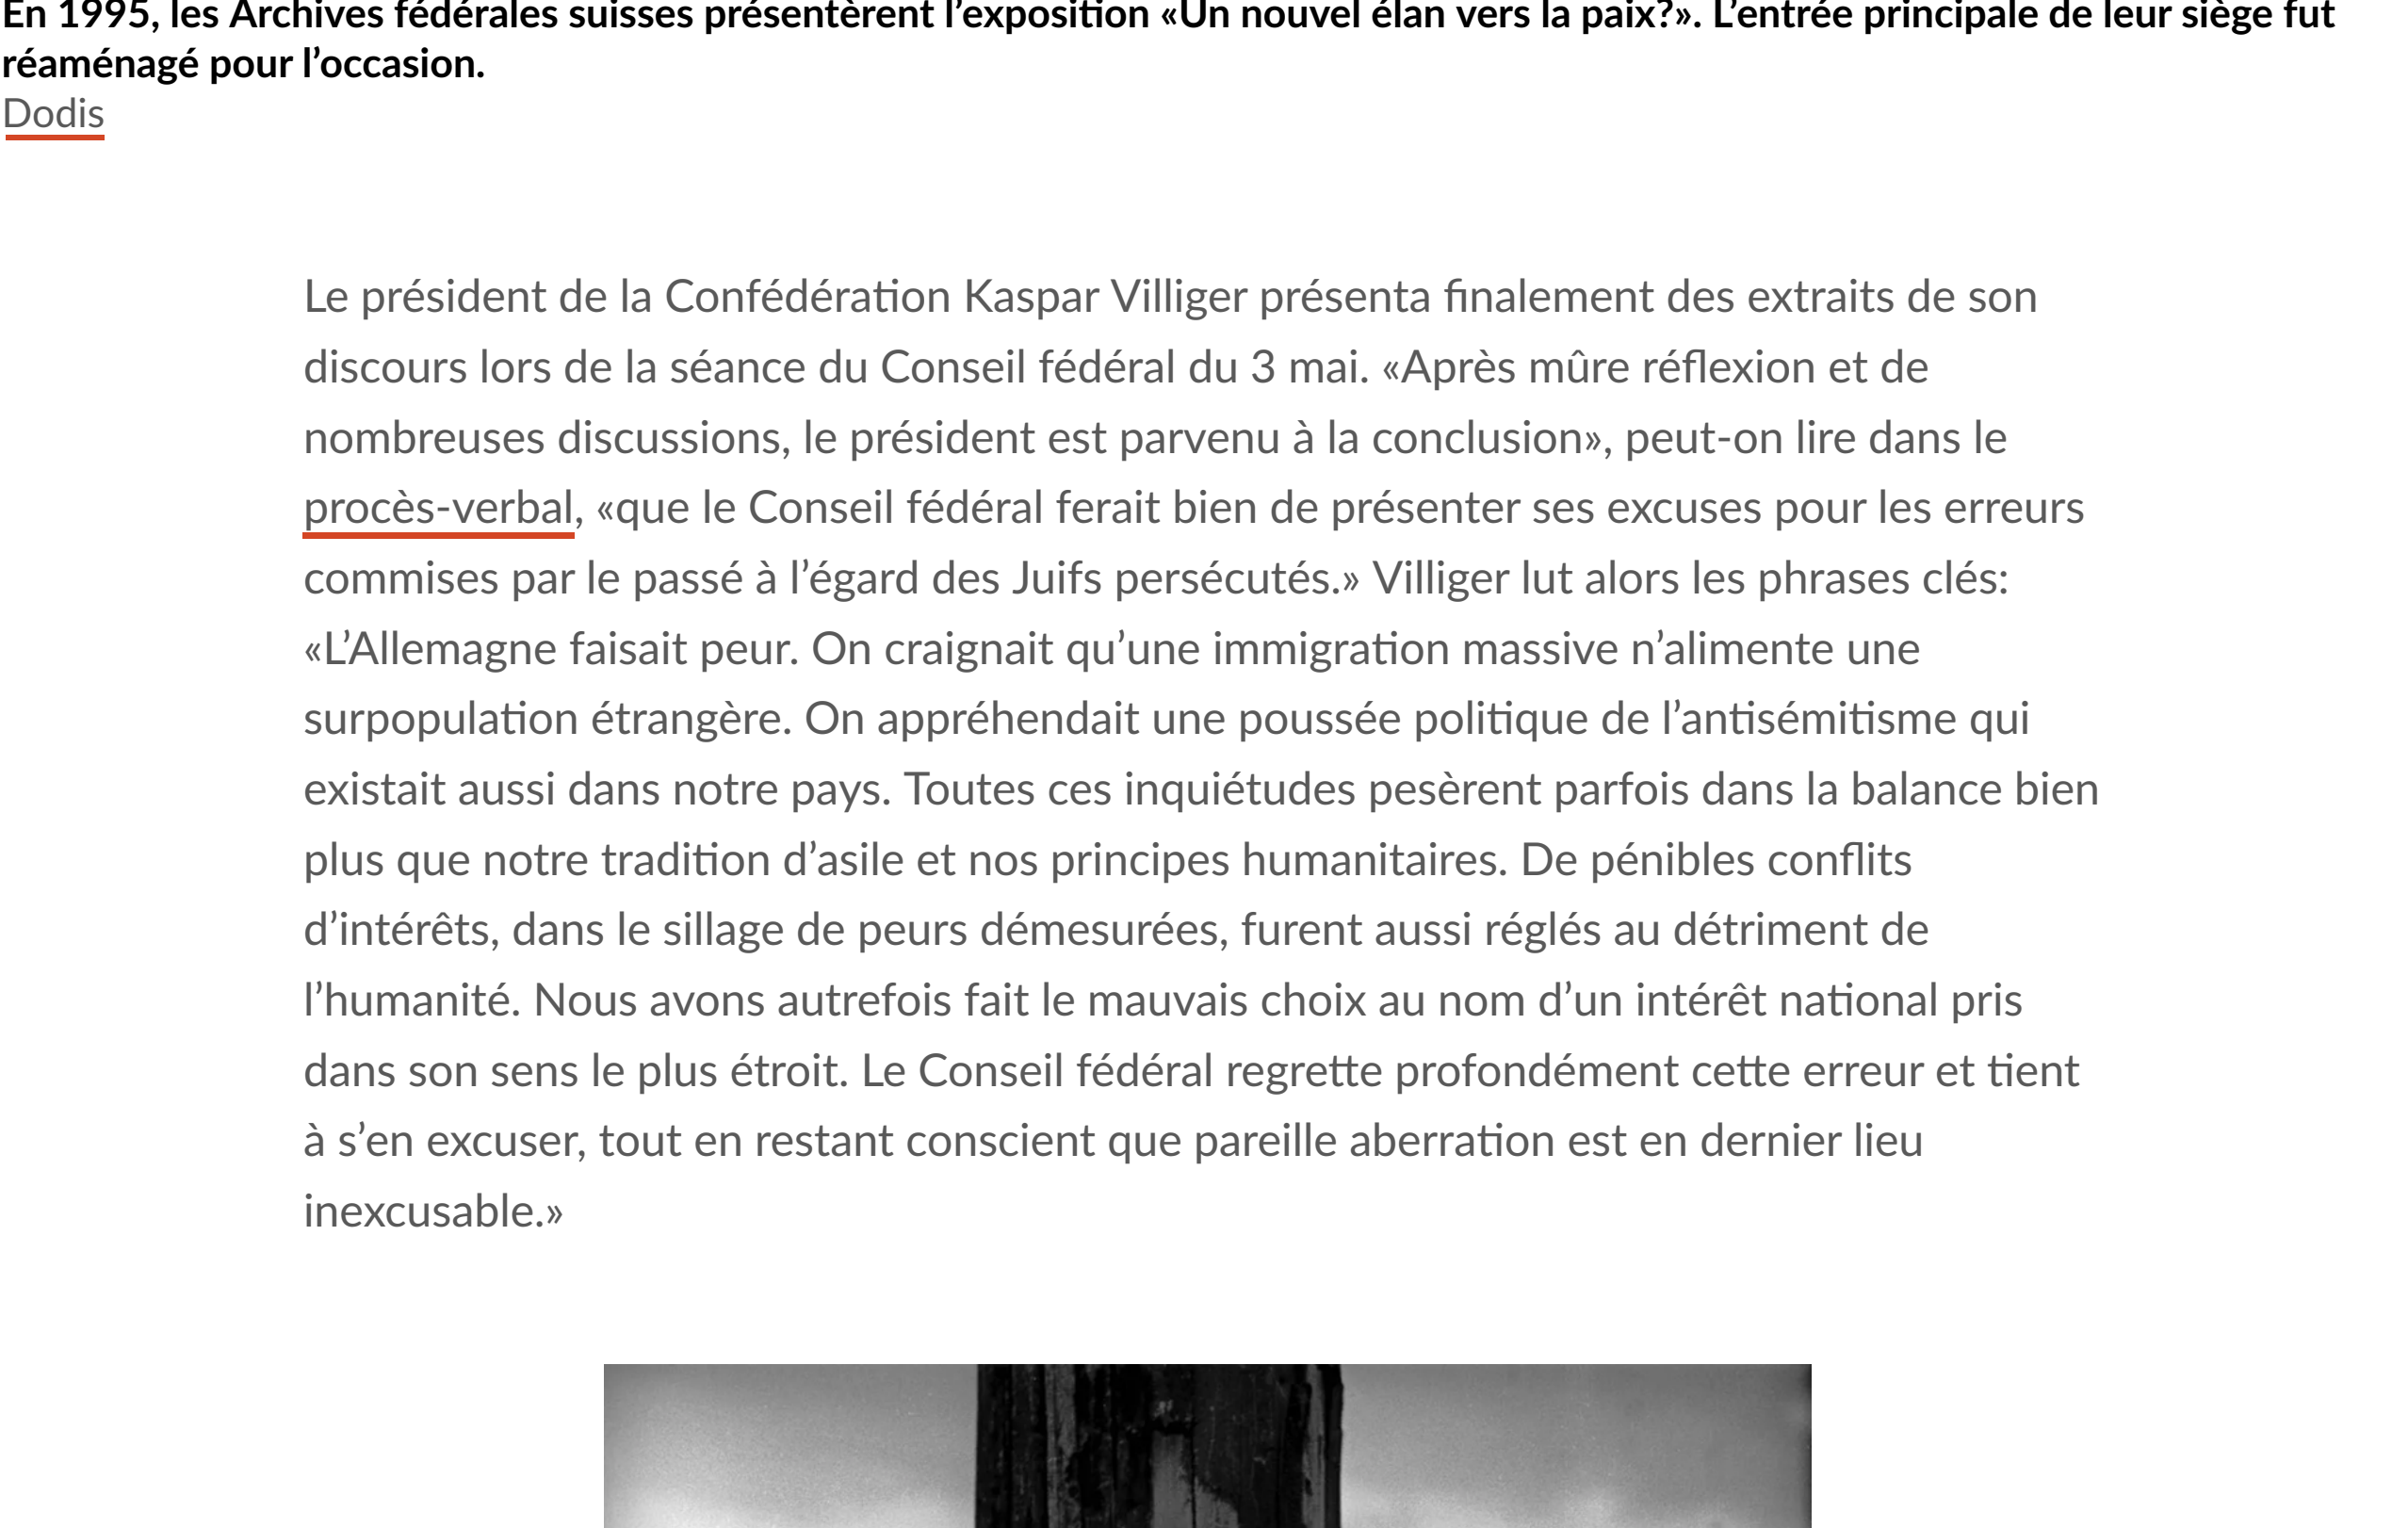 En 1995, les Archives fédérales suisses présentèrent l’exposition «Un nouvel élan vers la paix?». L’entrée principale de leur siège fut
réaménagé pour l’occasion.
Dodis
Le président de la Confédération Kaspar Villiger présenta finalement des extraits de son
discours lors de la séance du Conseil fédéral du 3 mai. «Après mûre réflexion et de
nombreuses discussions, le président est parvenu à la conclusion», peut-on lire dans le
procès-verbal, «que le Conseil fédéral ferait bien de présenter ses excuses pour les erreurs
commises par le passé à l’égard des Juifs persécutés.» Villiger lut alors les phrases clés:
«L’Allemagne faisait peur. On craignait qu’une immigration massive n’alimente une
surpopulation étrangère. On appréhendait une poussée politique de l’antisémitisme qui
existait aussi dans notre pays. Toutes ces inquiétudes pesèrent parfois dans la balance bien
plus que notre tradition d’asile et nos principes humanitaires. De pénibles conflits
d’intérêts, dans le sillage de peurs démesurées, furent aussi réglés au détriment de
l’humanité. Nous avons autrefois fait le mauvais choix au nom d’un intérêt national pris
dans son sens le plus étroit. Le Conseil fédéral regrette profondément cette erreur et tient
à s’en excuser, tout en restant conscient que pareille aberration est en dernier lieu
inexcusable.»